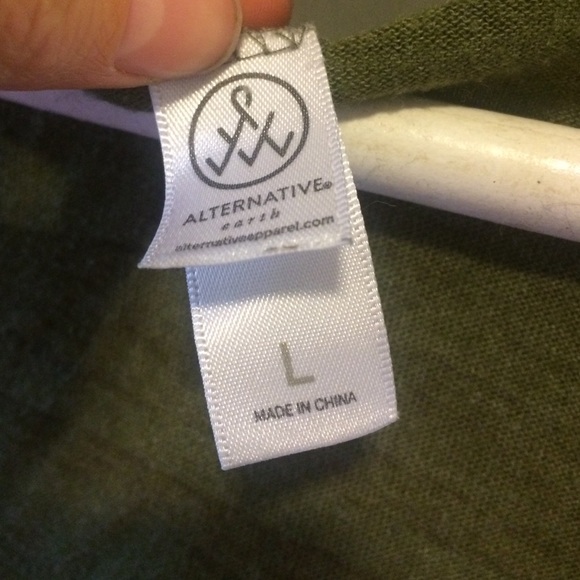 ALTERNATIVE®
earth
alternativeapparel.com
L
MADE IN CHINA